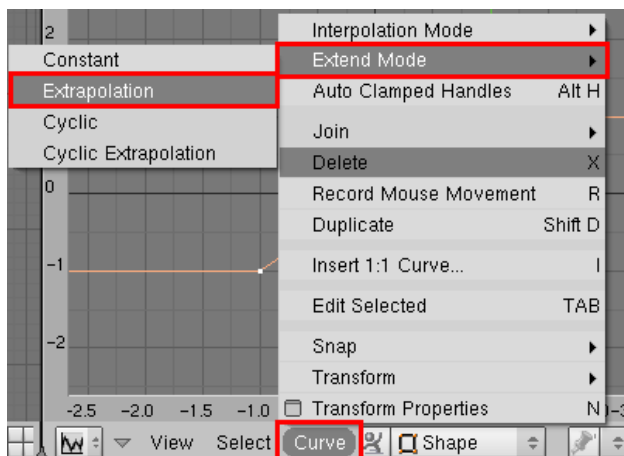 2
Interpolation Mode
Constant
Extend Mode
Extrapolation
Auto Clamped Handles Alt H
Cyclic
Join
Cyclic Extrapolation
Delete X
0
Record Mouse Movement R
Duplicate Shift D
-1
Insert 1:1 Curve... I
Edit Selected TAB
-2
Snap
Transform
-2.5 -2.0 -1.5 -1.0
Transform Properties N
View Select Curve Shape